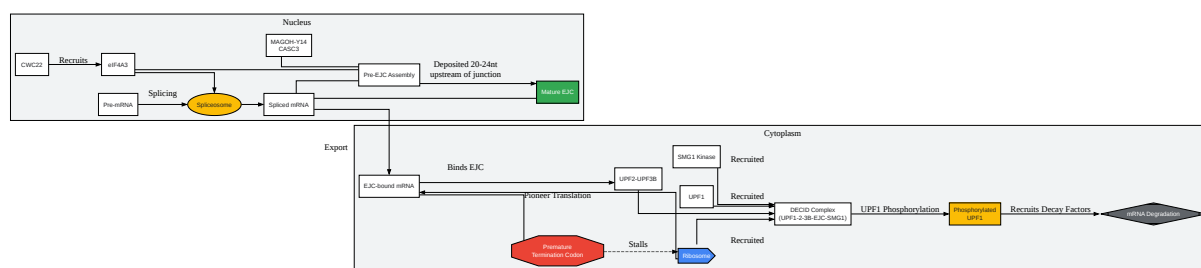 Nucleus
MAGOH-Y14
CASC3
CWC22
Recruits
eIF4A3
Pre-EJC Assembly
Deposited 20-24nt
upstream of junction
Mature EJC
Pre-mRNA
Splicing
Spliceosome
Spliced mRNA
Cytoplasm
Export
SMG1 Kinase
Recruited
Binds EJC
EJC-bound mRNA
UPF2-UPF3B
Pioneer Translation
UPF1
Recruited
DECID Complex
(UPF1-2-3B-EJC-SMG1)
UPF1 Phosphorylation
Phosphorylated
UPF1
Recruits Decay Factors
mRNA Degradation
Premature
Termination Codon
Stalls
Ribosome
Recruited